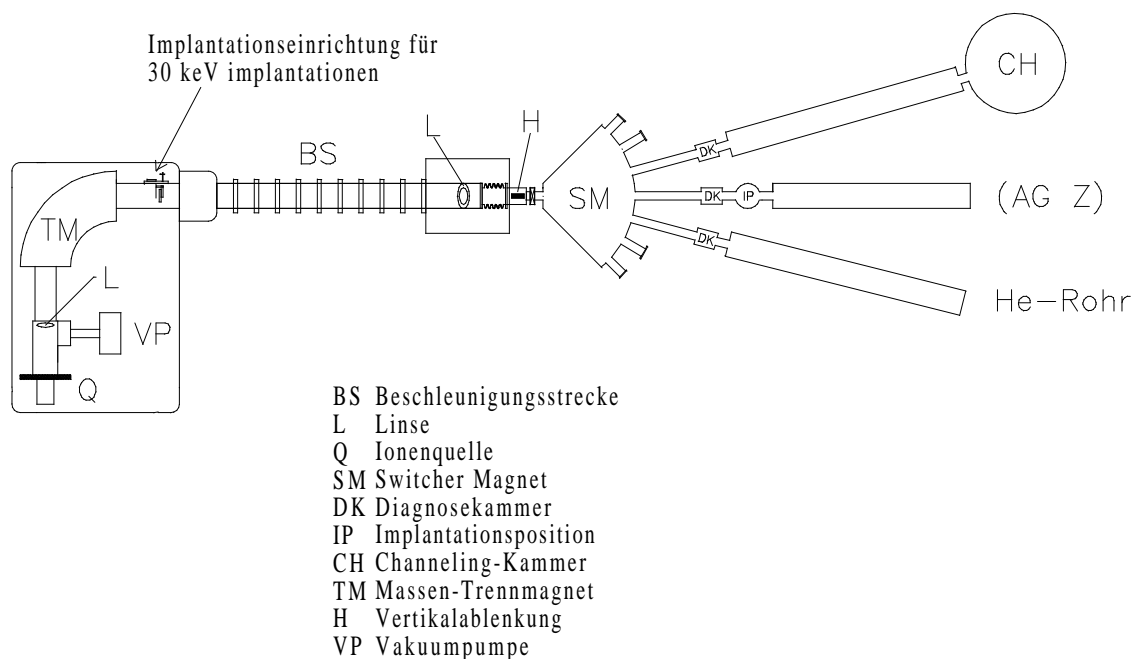 Implantationseinrichtung für
30 keV implantationen
BS
L
H
CH
DK
SM
DK
IP
(AG Z)
DK
He-Rohr
TM
L
VP
Q
BS Beschleunigungsstrecke
L Linse
Q Ionenquelle
SM Switcher Magnet
DK Diagnosekammer
IP Implantationsposition
CH Channeling-Kammer
TM Massen-Trennmagnet
H Vertikalablenkung
VP Vakuumpumpe